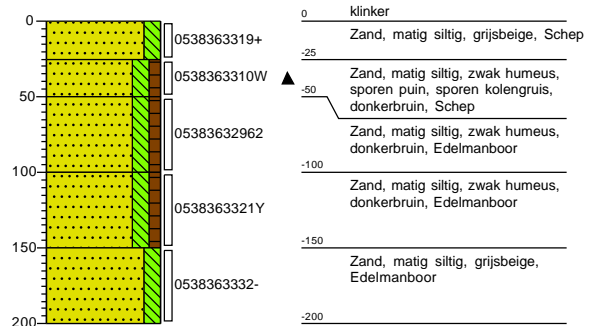 0
50
100
150
200
0538363319+
0538363310W
05383632962
0538363321Y
0538363332-
0 klinker
Zand, matig siltig, grijsbeige, Schep
-25
Zand, matig siltig, zwak humeus,
sporen puin, sporen kolengruis,
donkerbruin, Schep
-50
Zand, matig siltig, zwak humeus,
donkerbruin, Edelmanboor
-100
Zand, matig siltig, zwak humeus,
donkerbruin, Edelmanboor
-150
Zand, matig siltig, grijsbeige,
Edelmanboor
-200